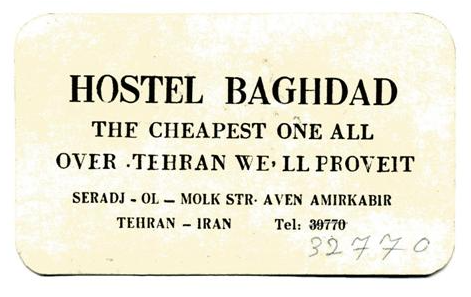 HOSTEL BAGHDAD
THE CHEAPEST ONE ALL
OVER .TEHRAN WE, LL PROVEIT
SERADJ - OL — MOLK STR. AVEN AMIRKABIR
TEHRAN – IRAN Tel: 39770
32770